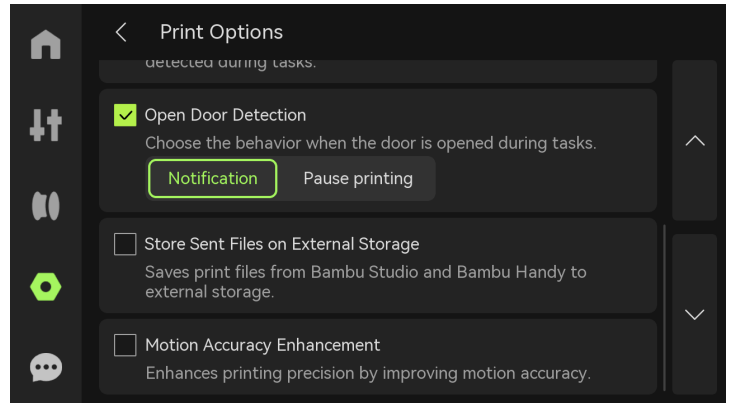 Print Options
detected during tasks.
Open Door Detection
Choose the behavior when the door is opened during tasks.
Notification Pause printing
Store Sent Files on External Storage
Saves print files from Bambu Studio and Bambu Handy to
external storage.
Motion Accuracy Enhancement
Enhances printing precision by improving motion accuracy.